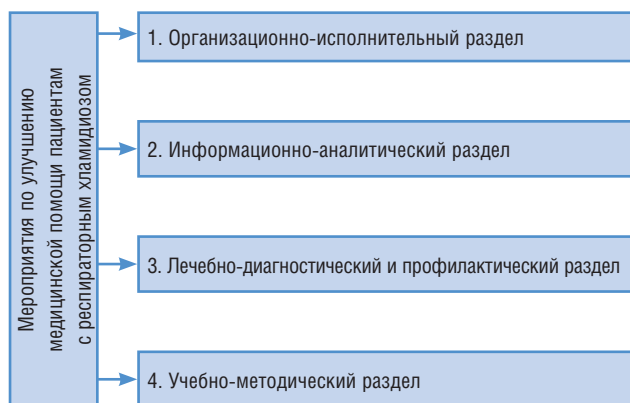 Мероприятия по улучшению
медицинской помощи пациентам
с респираторным хламидиозом
1. Организационно-исполнительный раздел
2. Информационно-аналитический раздел
3. Лечебно-диагностический и профилактический раздел
4. Учебно-методический раздел